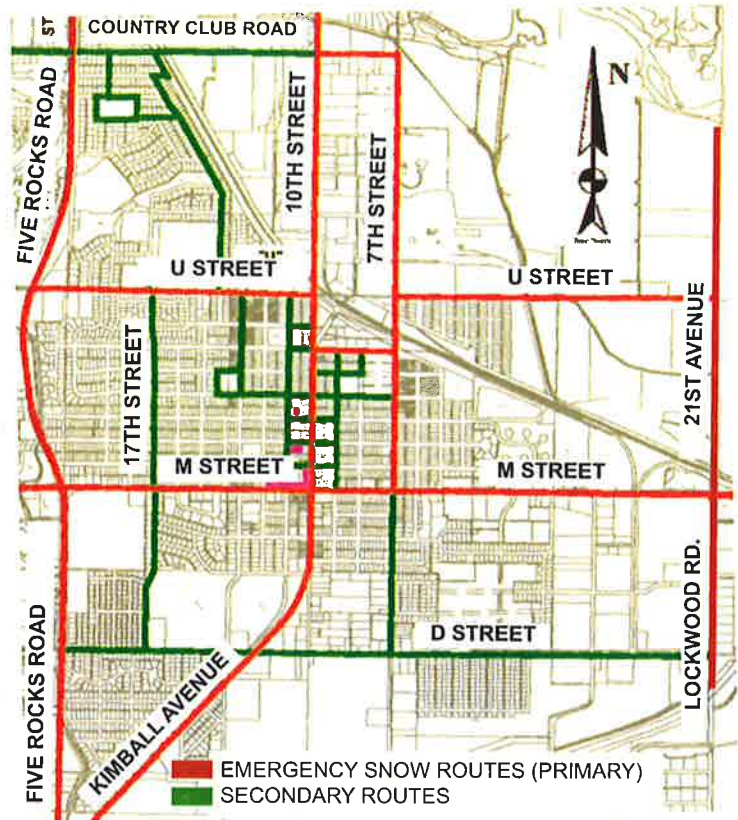 ST
COUNTRY CLUB ROAD
N
FIVE ROCKS ROAD
10TH STREET
7TH STREET
U STREET
U STREET
21ST AVENUE
17TH STREET
M STREET
M STREET
LOCKWOOD RD.
D STREET
FIVE ROCKS ROAD
KIMBALL AVENUE
EMERGENCY SNOW ROUTES (PRIMARY)
SECONDARY ROUTES